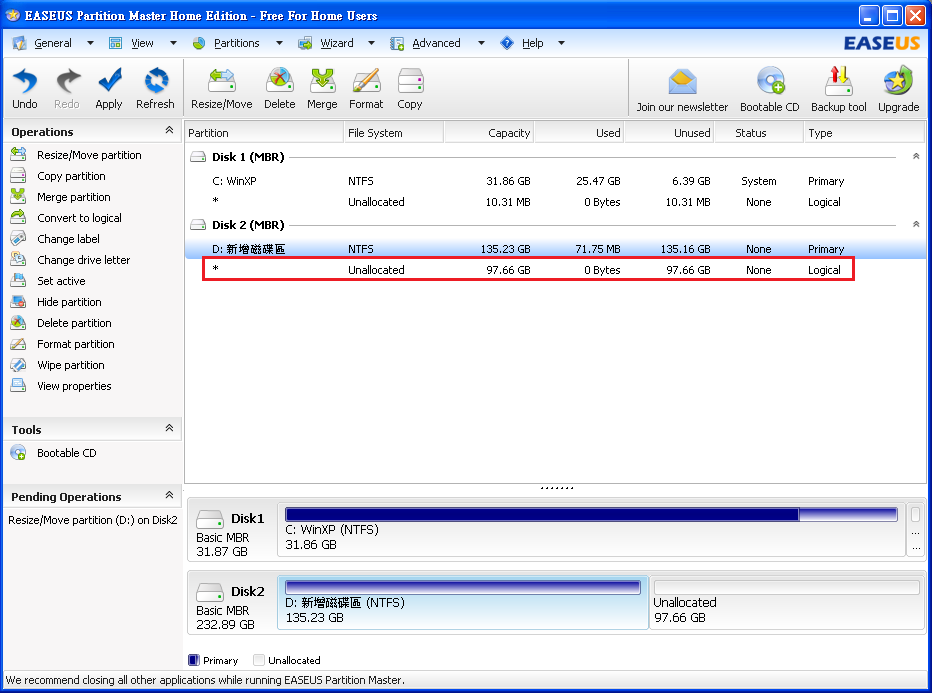 EASEUS Partition Master Home Edition - Free For Home Users
General View Partitions Wizard Advanced Help EASEUS
Undo Redo Apply Refresh Resize/Move Delete Merge Format Copy Join our newsletter Bootable CD Backup tool Upgrade
Operations
Resize/Move partition
Copy partition
Merge partition
Convert to logical
Change label
Change drive letter
Set active
Hide partition
Delete partition
Format partition
Wipe partition
View properties
Tools
Bootable CD
Pending Operations
Resize/Move partition (D:) on Disk2
Partition File System Capacity Used Unused Status Type
Disk 1 (MBR)
C: WinXP NTFS 31.86 GB 25.47 GB 6.39 GB System Primary
* Unallocated 10.31 MB 0 Bytes 10.31 MB None Logical
Disk 2 (MBR)
D: 新增磁碟區 NTFS 135.23 GB 71.75 MB 135.16 GB None Primary
* Unallocated 97.66 GB 0 Bytes 97.66 GB None Logical
Disk1
Basic MBR
31.87 GB
C: WinXP (NTFS)
31.86 GB
...
...
Disk2
Basic MBR
232.89 GB
D: 新增磁碟區 (NTFS)
135.23 GB
Unallocated
97.66 GB
Primary Unallocated
We recommend closing all other applications while running EASEUS Partition Master.